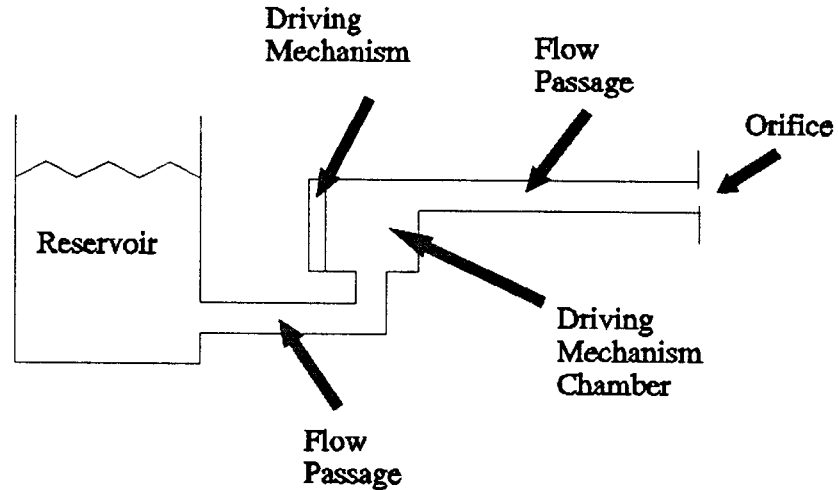 Driving
Mechanism
Flow
Passage
Orifice
Reservoir
Driving
Mechanism
Chamber
Flow
Passage